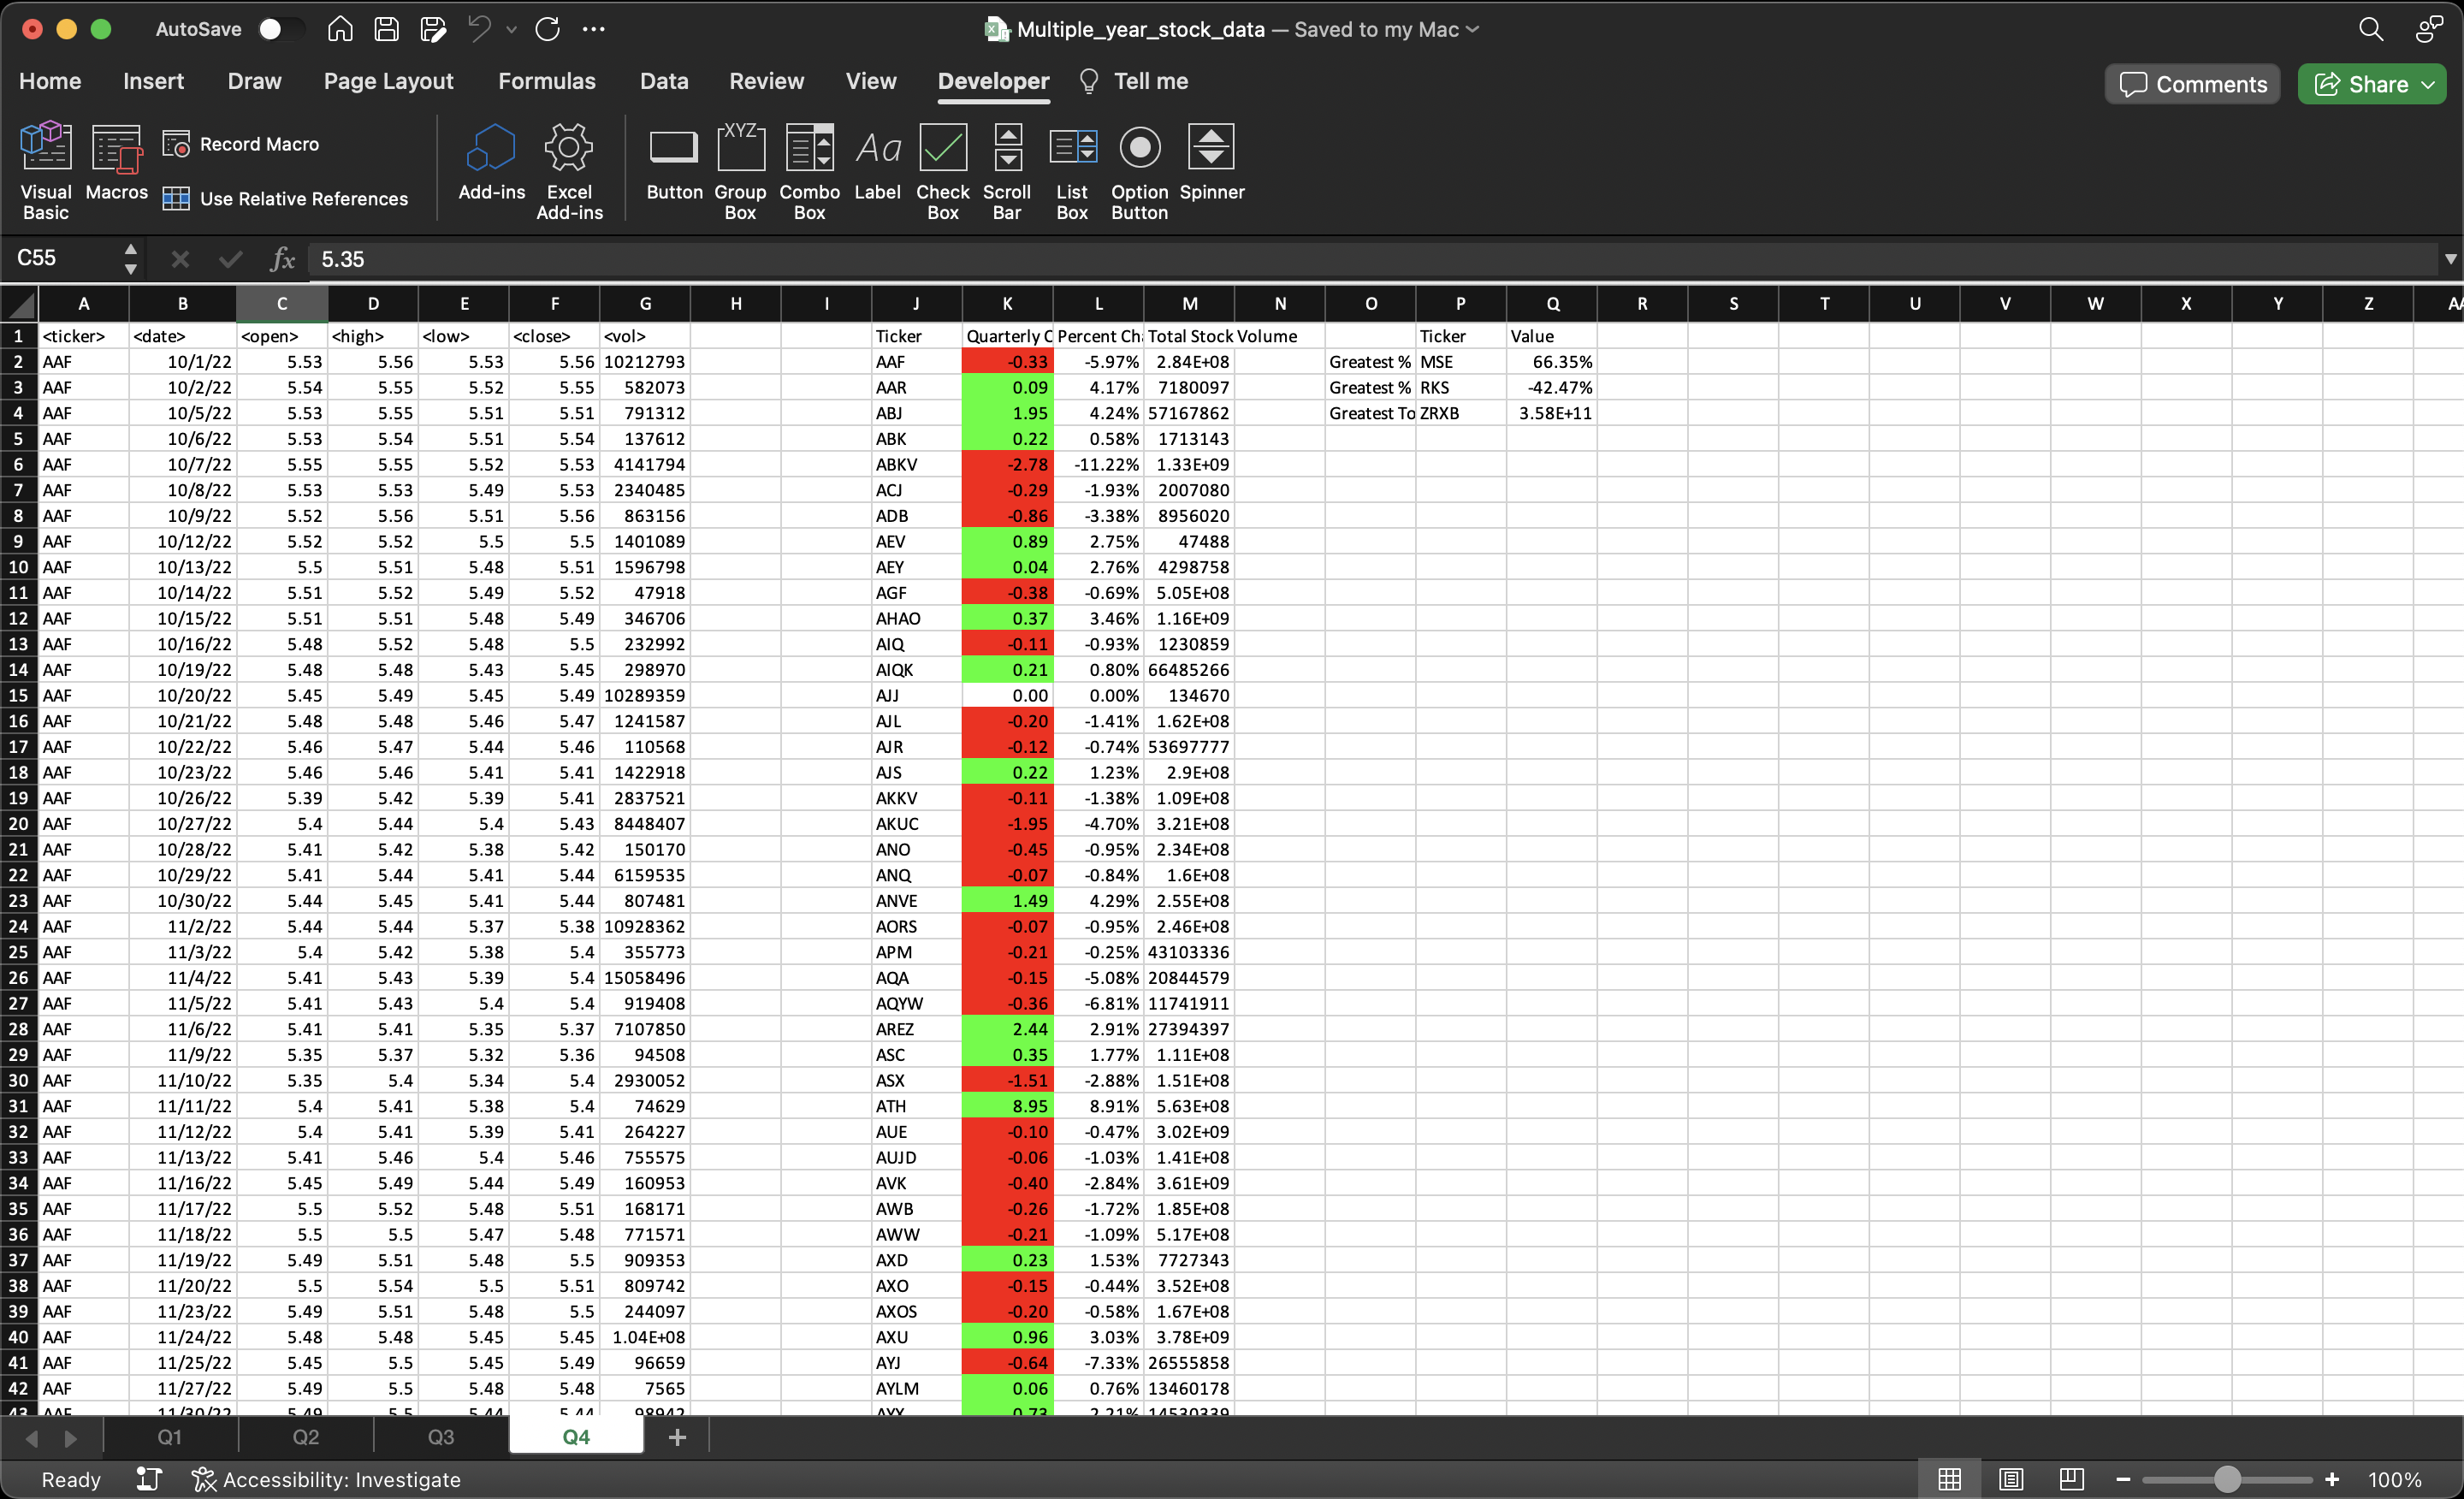 AutoSave Multiple_year_stock_data — Saved to my Mac
Home Insert Draw Page Layout Formulas Data Review View Developer Tell me Comments Share
Visual Basic Macros Record Macro Use Relative References Add-ins Excel Add-ins Button Group Box Combo Box Label Check Box Scroll Bar List Box Option Button Spinner
C55 fx 5.35
A B C D E F G H I J K L M N O P Q R S T U V W X Y Z
1 <ticker> <date> <open> <high> <low> <close> <vol> Ticker Quarterly C Percent Ch Total Stock Volume Ticker Value
2 AAF 10/1/22 5.53 5.56 5.53 5.56 10212793 AAF -0.33 -5.97% 2.84E+08 Greatest % MSE 66.35%
3 AAF 10/2/22 5.54 5.55 5.52 5.55 582073 AAR 0.09 4.17% 7180097 Greatest % RKS -42.47%
4 AAF 10/5/22 5.53 5.55 5.51 5.51 791312 ABJ 1.95 4.24% 57167862 Greatest To ZRXB 3.58E+11
5 AAF 10/6/22 5.53 5.54 5.51 5.54 137612 ABK 0.22 0.58% 1713143
6 AAF 10/7/22 5.55 5.55 5.52 5.53 4141794 ABKV -2.78 -11.22% 1.33E+09
7 AAF 10/8/22 5.53 5.53 5.49 5.53 2340485 ACJ -0.29 -1.93% 2007080
8 AAF 10/9/22 5.52 5.56 5.51 5.56 863156 ADB -0.86 -3.38% 8956020
9 AAF 10/12/22 5.52 5.52 5.5 5.5 1401089 AEV 0.89 2.75% 47488
10 AAF 10/13/22 5.5 5.51 5.48 5.51 1596798 AEY 0.04 2.76% 4298758
11 AAF 10/14/22 5.51 5.52 5.49 5.52 47918 AGF -0.38 -0.69% 5.05E+08
12 AAF 10/15/22 5.51 5.51 5.48 5.49 346706 AHAO 0.37 3.46% 1.16E+09
13 AAF 10/16/22 5.48 5.52 5.48 5.5 232992 AIQ -0.11 -0.93% 1230859
14 AAF 10/19/22 5.48 5.48 5.43 5.45 298970 AIQK 0.21 0.80% 66485266
15 AAF 10/20/22 5.45 5.49 5.45 5.49 10289359 AJJ 0.00 0.00% 134670
16 AAF 10/21/22 5.48 5.48 5.46 5.47 1241587 AJL -0.20 -1.41% 1.62E+08
17 AAF 10/22/22 5.46 5.47 5.44 5.46 110568 AJR -0.12 -0.74% 53697777
18 AAF 10/23/22 5.46 5.46 5.41 5.41 1422918 AJS 0.22 1.23% 2.9E+08
19 AAF 10/26/22 5.39 5.42 5.39 5.41 2837521 AKKV -0.11 -1.38% 1.09E+08
20 AAF 10/27/22 5.4 5.44 5.4 5.43 8448407 AKUC -1.95 -4.70% 3.21E+08
21 AAF 10/28/22 5.41 5.42 5.38 5.42 150170 ANO -0.45 -0.95% 2.34E+08
22 AAF 10/29/22 5.41 5.44 5.41 5.44 6159535 ANQ -0.07 -0.84% 1.6E+08
23 AAF 10/30/22 5.44 5.45 5.41 5.44 807481 ANVE 1.49 4.29% 2.55E+08
24 AAF 11/2/22 5.44 5.44 5.37 5.38 10928362 AORS -0.07 -0.95% 2.46E+08
25 AAF 11/3/22 5.4 5.42 5.38 5.4 355773 APM -0.21 -0.25% 43103336
26 AAF 11/4/22 5.41 5.43 5.39 5.4 15058496 AQA -0.15 -5.08% 20844579
27 AAF 11/5/22 5.41 5.43 5.4 5.4 919408 AQYW -0.36 -6.81% 11741911
28 AAF 11/6/22 5.41 5.41 5.35 5.37 7107850 AREZ 2.44 2.91% 27394397
29 AAF 11/9/22 5.35 5.37 5.32 5.36 94508 ASC 0.35 1.77% 1.11E+08
30 AAF 11/10/22 5.35 5.4 5.34 5.4 2930052 ASX -1.51 -2.88% 1.51E+08
31 AAF 11/11/22 5.4 5.41 5.38 5.4 74629 ATH 8.95 8.91% 5.63E+08
32 AAF 11/12/22 5.4 5.41 5.39 5.41 264227 AUE -0.10 -0.47% 3.02E+09
33 AAF 11/13/22 5.41 5.46 5.4 5.46 755575 AUJD -0.06 -1.03% 1.41E+08
34 AAF 11/16/22 5.45 5.49 5.44 5.49 160953 AVK -0.40 -2.84% 3.61E+09
35 AAF 11/17/22 5.5 5.52 5.48 5.51 168171 AWB -0.26 -1.72% 1.85E+08
36 AAF 11/18/22 5.5 5.5 5.47 5.48 771571 AWW -0.21 -1.09% 5.17E+08
37 AAF 11/19/22 5.49 5.51 5.48 5.5 909353 AXD 0.23 1.53% 7727343
38 AAF 11/20/22 5.5 5.54 5.5 5.51 809742 AXO -0.15 -0.44% 3.52E+08
39 AAF 11/23/22 5.49 5.51 5.48 5.5 244097 AXOS -0.20 -0.58% 1.67E+08
40 AAF 11/24/22 5.48 5.48 5.45 5.45 1.04E+08 AXU 0.96 3.03% 3.78E+09
41 AAF 11/25/22 5.45 5.5 5.45 5.49 96659 AYJ -0.64 -7.33% 26555858
42 AAF 11/27/22 5.49 5.5 5.48 5.48 7565 AYLM 0.06 0.76% 13460178
43 AAF 11/30/22 5.49 5.5 5.44 5.44 98942 AYX 0.73 2.21% 14530339
Q1 Q2 Q3 Q4
Ready Accessibility: Investigate 100%